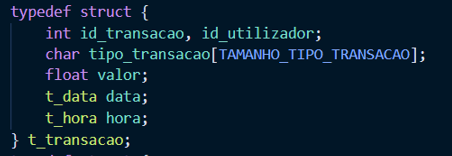 typedef struct {
int id_transacao, id_utilizador;
char tipo_transacao[TAMANHO_TIPO_TRANSACAO];
float valor;
t_data data;
t_hora hora;
} t_transacao;